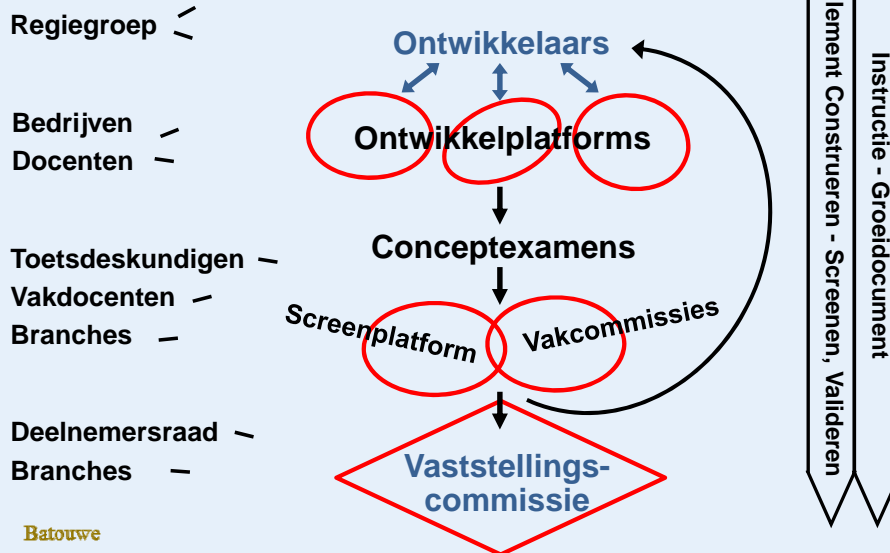 Regiegroep
Ontwikkelaars
Bedrijven
Docenten
Ontwikkelplatforms
Conceptexamens
Toetsdeskundigen
Vakdocenten
Branches
Screenplatform
Vakcommissies
Deelnemersraad
Branches
Vaststellings-
commissie
Construeren - Screenen, Valideren
Instructie - Groeidocument
Batouwe